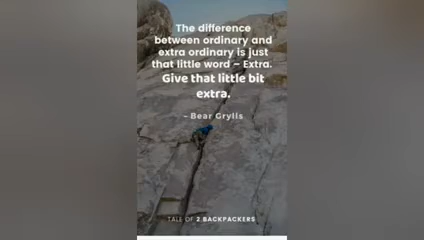 The difference
between ordinary and
extra ordinary is just
that little word – Extra.
Give that little bit
extra.
- Bear Grylls
TALE OF 2 BACKPACKERS